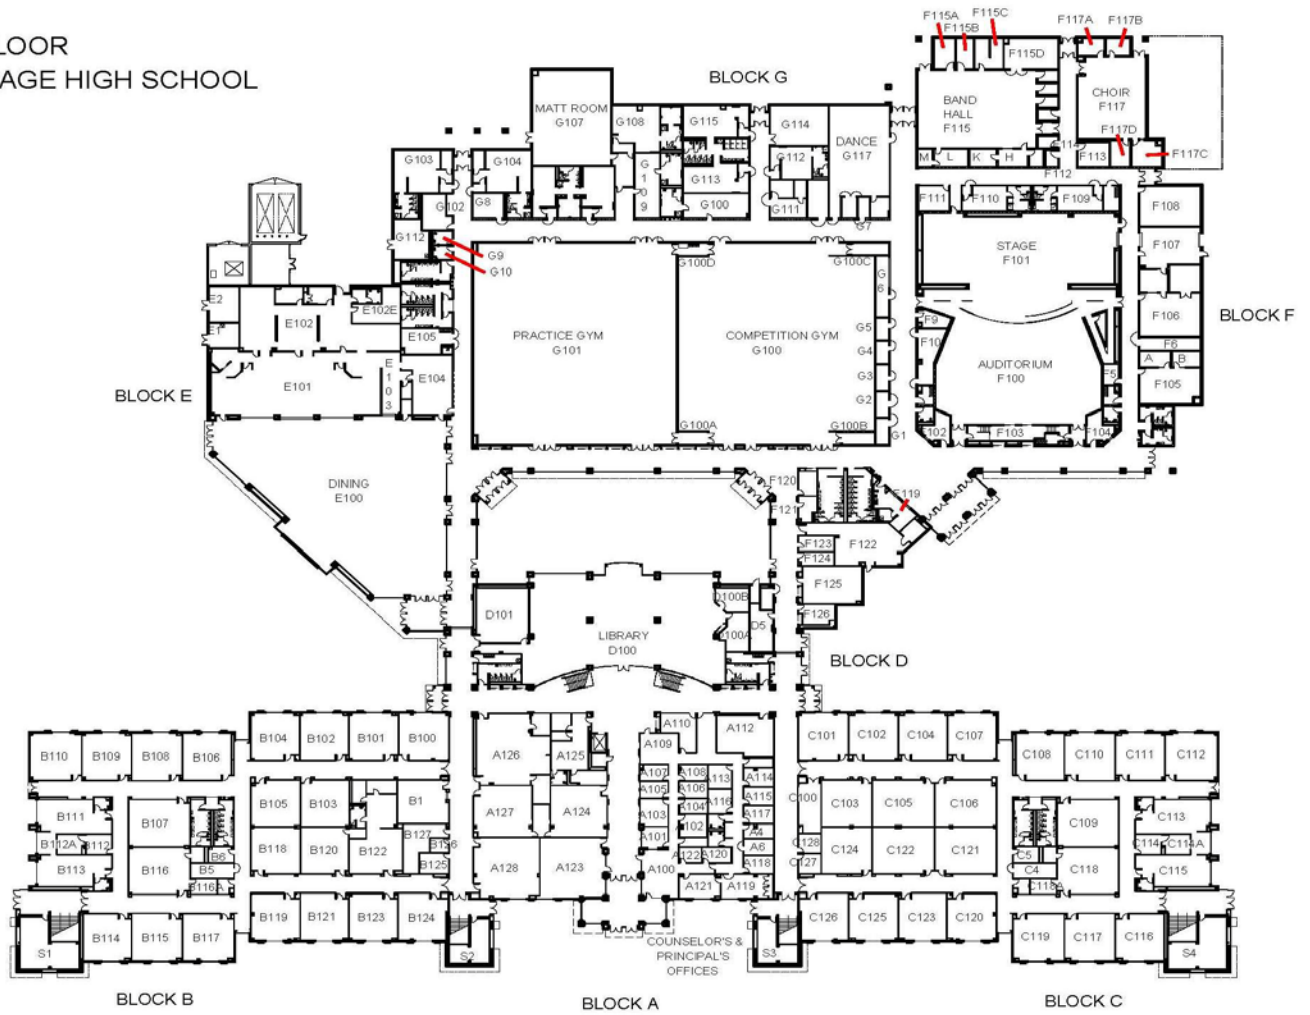 LOOR
AGE HIGH SCHOOL
BLOCK G
F115A
F115B
F115C
F117A
F117B
F115D
BAND
HALL
F115
CHOIR
F117
F117D
F117C
F113
F112
M
L
K
H
MATT ROOM
G107
G108
G115
G114
DANCE
G117
G112
G113
G109
G100
G111
G7
G103
G104
G8
G102
G112
G9
G10
F111
F110
F109
F108
STAGE
F101
F107
F106
F6
A
B
F105
BLOCK F
F9
F10
AUDITORIUM
F100
F5
F102
F103
F104
E2
E1
E102
E102E
E105
E101
E103
E104
BLOCK E
DINING
E100
PRACTICE GYM
G101
COMPETITION GYM
G100
G100D
G100C
G6
G5
G4
G3
G2
G1
G100A
G100B
F120
F121
F119
F123
F124
F122
F125
F126
D101
D100B
D100A
D5
LIBRARY
D100
BLOCK D
B110
B109
B108
B106
B104
B102
B101
B100
A126
A125
A110
A109
A112
C101
C102
C104
C107
C108
C110
C111
C112
B111
B112A
B112
B113
B107
B116
B6
B5
B116A
B105
B103
B1
B118
B120
B122
B127
B126
B125
A127
A124
A128
A123
A107
A105
A103
A101
A100
A108
A106
A104
A113
A116
A122
A120
A121
A119
A114
A115
A117
A4
A6
A118
C100
C128
C127
C103
C105
C106
C124
C122
C121
C109
C118
C5
C4
C118A
C113
C114
C114A
C115
B119
B121
B123
B124
B114
B115
B117
S1
S2
S3
C126
C125
C123
C120
C119
C117
C116
S4
COUNSELOR'S &
PRINCIPAL'S
OFFICES
BLOCK B
BLOCK A
BLOCK C